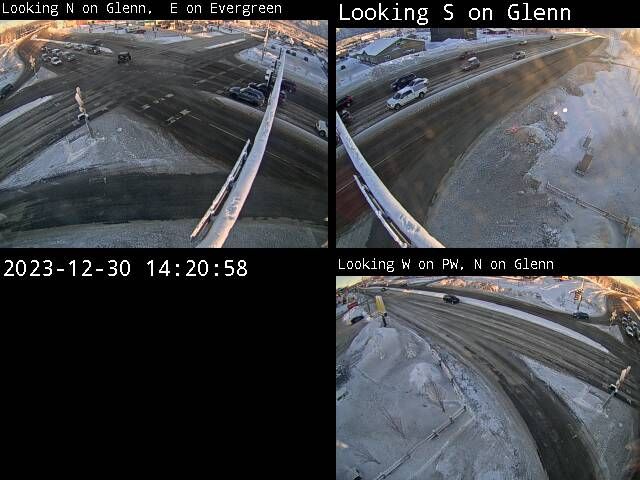 Looking N on Glenn,  E on Evergreen
Looking S on Glenn
2023-12-30 14:20:58
Looking W on PW, N on Glenn